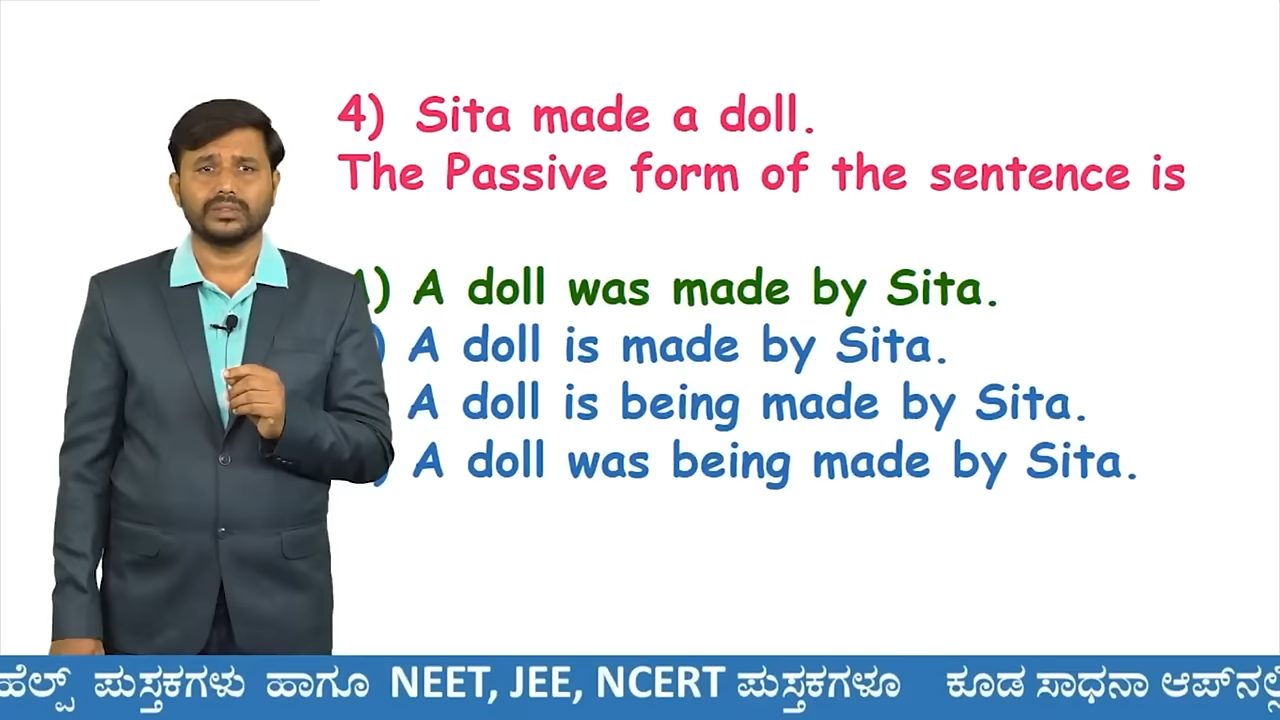 4) Sita made a doll.
The Passive form of the sentence is
A) A doll was made by Sita.
) A doll is made by Sita.
A doll is being made by Sita.
) A doll was being made by Sita.
ಹೆಲ್ಪ್ ಪುಸ್ತಕಗಳು ಹಾಗೂ NEET, JEE, NCERT ಪುಸ್ತಕಗಳೂ ಕೂಡ ಸಾಧನಾ ಆಪ್‌ನಲ್ಲಿ